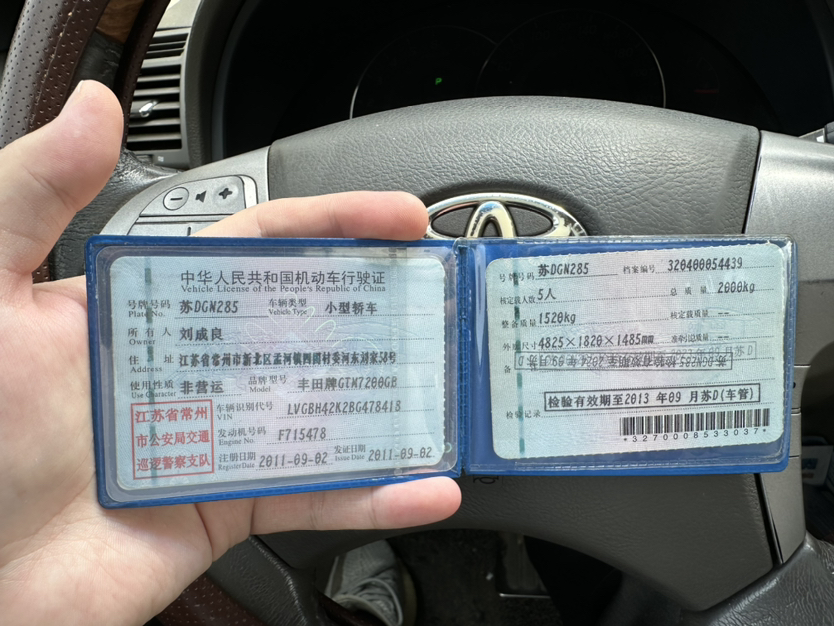 中华人民共和国机动车行驶证
Vehicle License of the People's Republic of China
号牌号码 苏DGN285 车辆类型 小型轿车
Plate No. Vehicle Type
所有人 刘成良
Owner
住址 江苏省常州市新北区孟河镇四圩村委河东刘家58号
Address
使用性质 非营运 品牌型号 丰田牌GTM7200GB
Use Character Model
江苏省常州
市公安局交通
巡逻警察支队
车辆识别代号 LVGBH42K2BG478418
VIN
发动机号码 F715478
Engine No.
注册日期 2011-09-02 发证日期 2011-09-02
Register Date Issue Date
号牌号码 苏DGN285 档案编号 320400054439
核定载人数 5人 总质量 2000kg
整备质量 1520kg 核定载质量 --
外廓尺寸 4825×1820×1485mm 准牵引总质量 --
备
检验有效期至2013年09月苏D(车管)
检验记录
*3270008533037*